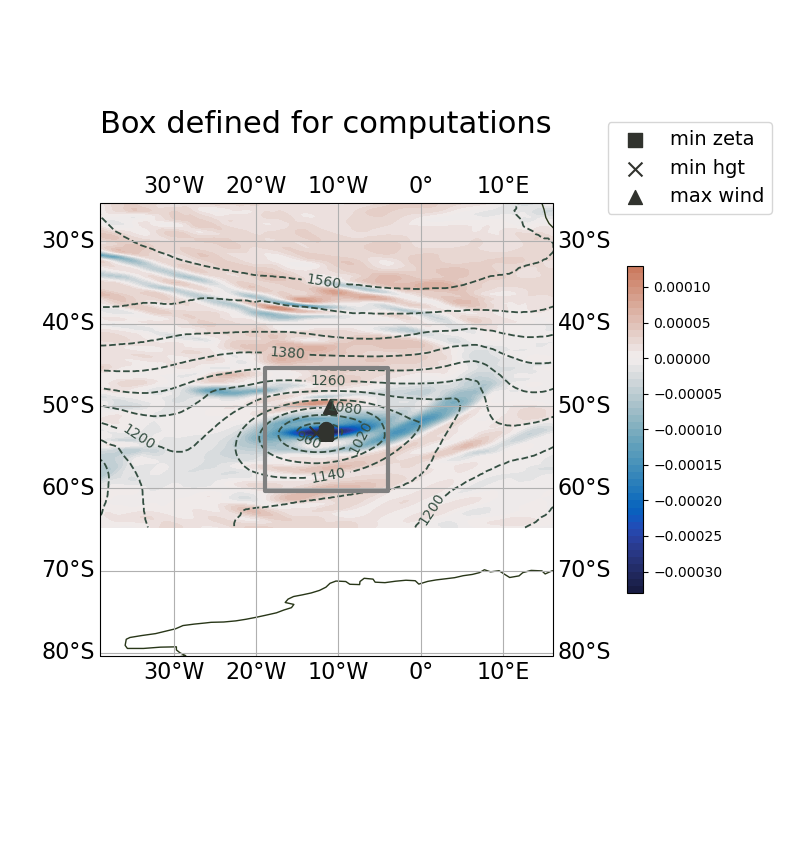 Box defined for computations
min zeta
min hgt
max wind
30°W 20°W 10°W 0° 10°E
30°S 30°S
40°S 40°S
50°S 50°S
60°S 60°S
70°S 70°S
80°S 80°S
30°W 20°W 10°W 0° 10°E
1560
1380
1260
1080
1200
960
1020
1140
1200
0.00010
0.00005
0.00000
−0.00005
−0.00010
−0.00015
−0.00020
−0.00025
−0.00030